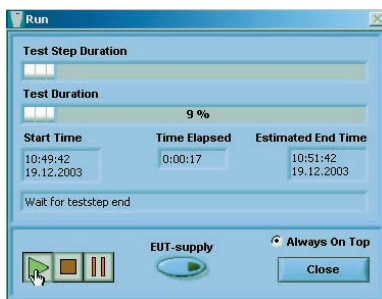 Run
Test Step Duration
Test Duration
9 %
Start Time
Time Elapsed
Estimated End Time
10:49:42
19.12.2003
0:00:17
10:51:42
19.12.2003
Wait for teststep end
EUT-supply
Always On Top
Close